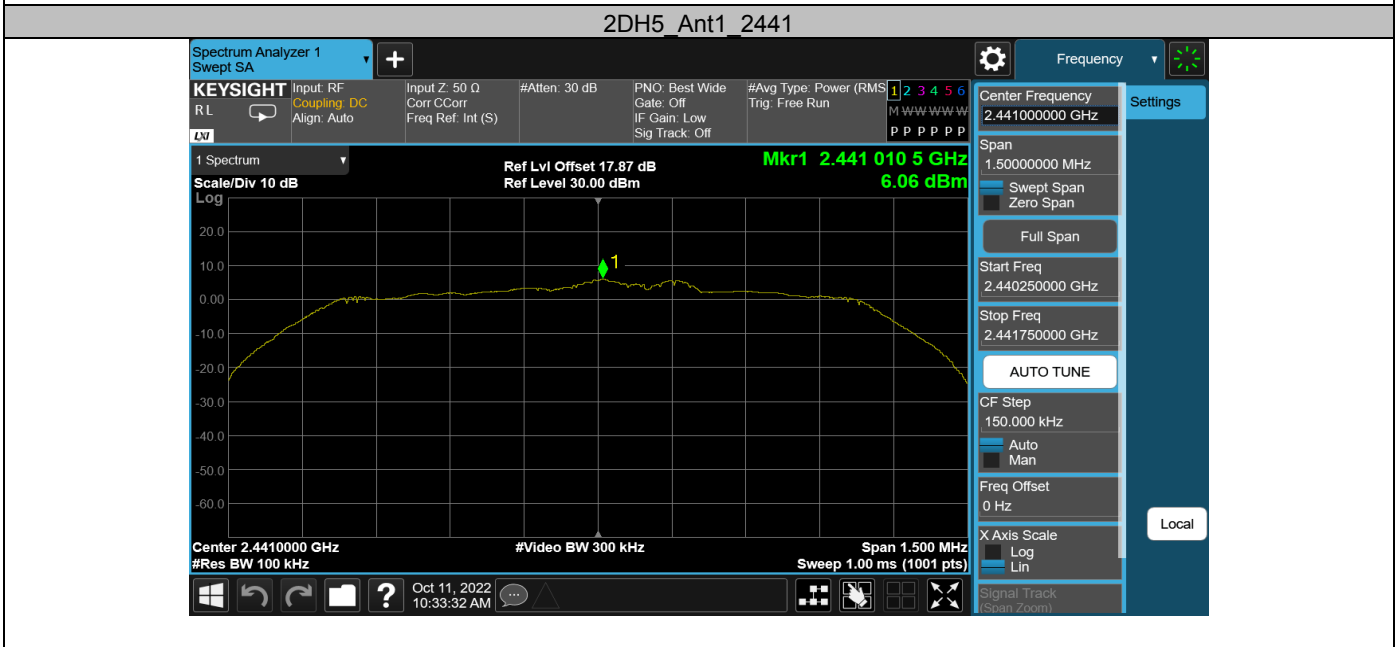 2DH5_Ant1_2441
Spectrum Analyzer 1
Swept SA
+
Frequency
KEYSIGHT
R L
LXI
Input: RF
Coupling: DC
Align: Auto
Input Z: 50 Ω
Corr CCorr
Freq Ref: Int (S)
#Atten: 30 dB
PNO: Best Wide
Gate: Off
IF Gain: Low
Sig Track: Off
#Avg Type: Power (RMS
Trig: Free Run
1 2 3 4 5 6
M W W W W W
P P P P P P
1 Spectrum
Scale/Div 10 dB
Ref Lvl Offset 17.87 dB
Ref Level 30.00 dBm
Mkr1 2.441 010 5 GHz
6.06 dBm
Log
20.0
10.0
0.00
-10.0
-20.0
-30.0
-40.0
-50.0
-60.0
1
Center 2.4410000 GHz
#Res BW 100 kHz
#Video BW 300 kHz
Span 1.500 MHz
Sweep 1.00 ms (1001 pts)
Center Frequency
2.441000000 GHz
Span
1.50000000 MHz
Swept Span
Zero Span
Full Span
Start Freq
2.440250000 GHz
Stop Freq
2.441750000 GHz
AUTO TUNE
CF Step
150.000 kHz
Auto
Man
Freq Offset
0 Hz
X Axis Scale
Log
Lin
Signal Track
(Span Zoom)
Settings
Local
?
Oct 11, 2022
10:33:32 AM